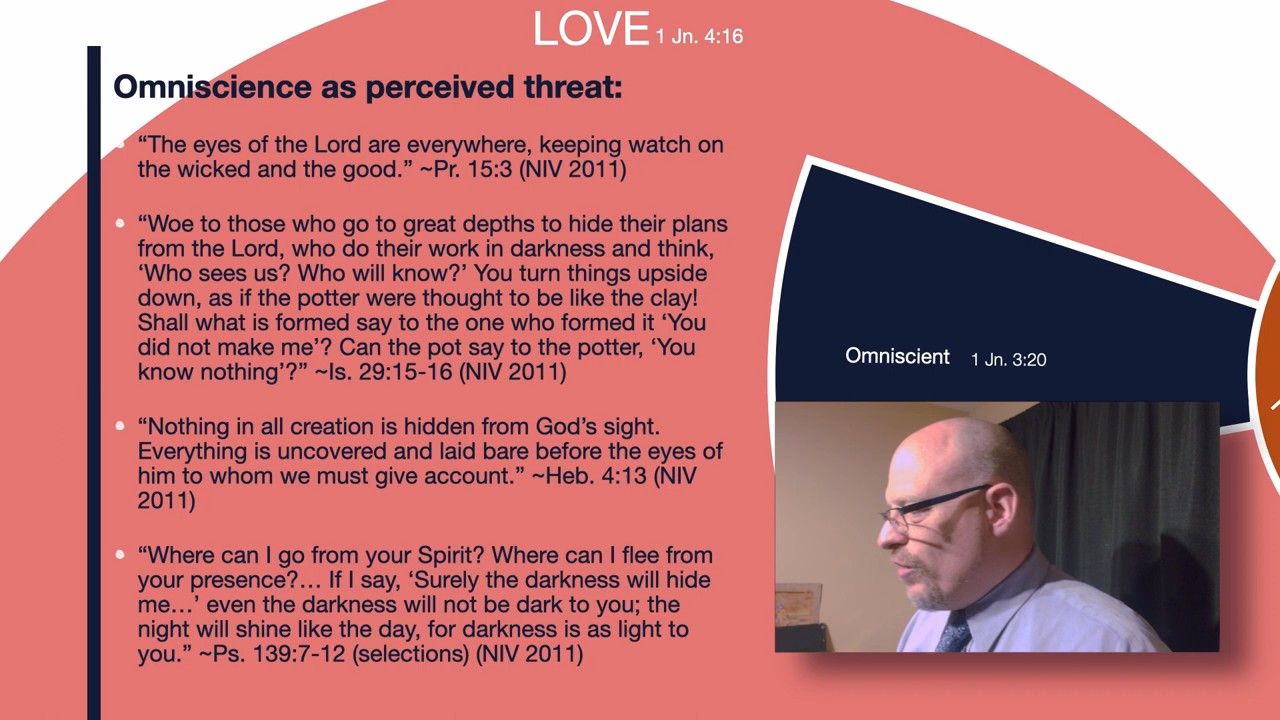 LOVE 1 Jn. 4:16
Omniscience as perceived threat:
“The eyes of the Lord are everywhere, keeping watch on
the wicked and the good.” ~Pr. 15:3 (NIV 2011)
“Woe to those who go to great depths to hide their plans
from the Lord, who do their work in darkness and think,
‘Who sees us? Who will know?’ You turn things upside
down, as if the potter were thought to be like the clay!
Shall what is formed say to the one who formed it ‘You
did not make me’? Can the pot say to the potter, ‘You
know nothing’?” ~Is. 29:15-16 (NIV 2011)
“Nothing in all creation is hidden from God’s sight.
Everything is uncovered and laid bare before the eyes of
him to whom we must give account.” ~Heb. 4:13 (NIV
2011)
“Where can I go from your Spirit? Where can I flee from
your presence?… If I say, ‘Surely the darkness will hide
me…’ even the darkness will not be dark to you; the
night will shine like the day, for darkness is as light to
you.” ~Ps. 139:7-12 (selections) (NIV 2011)
Omniscient 1 Jn. 3:20